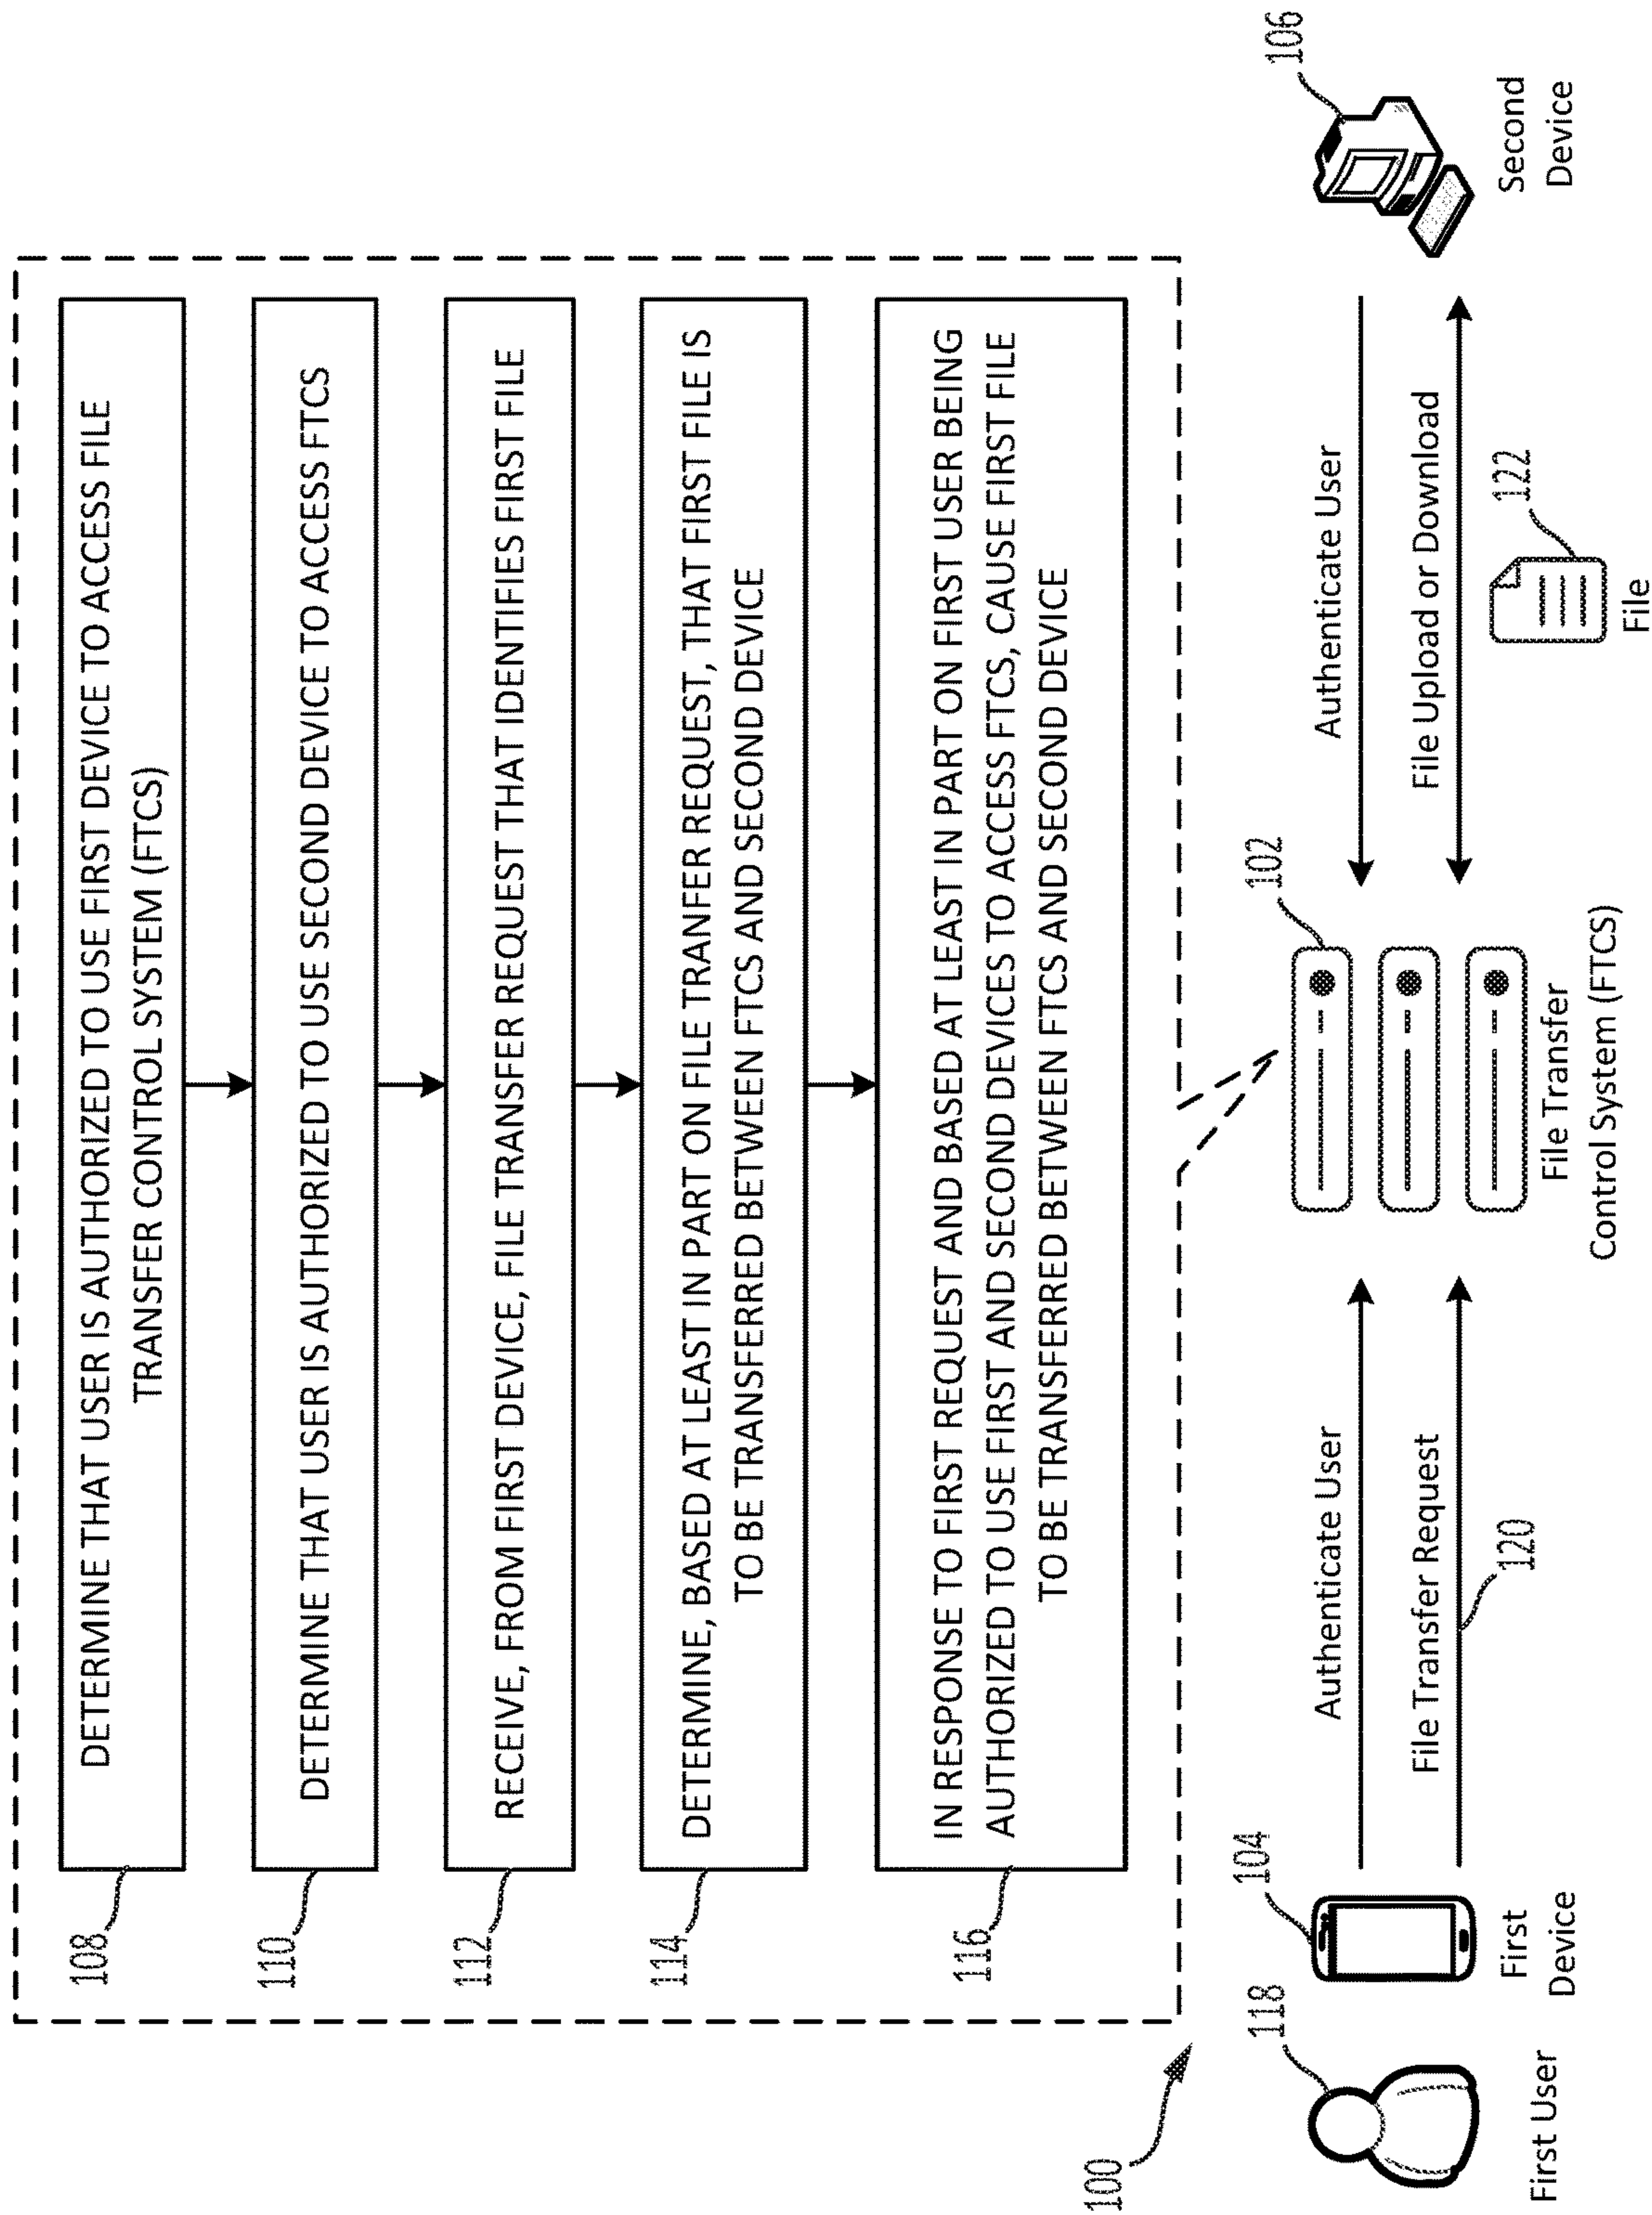 108
DETERMINE THAT USER IS AUTHORIZED TO USE FIRST DEVICE TO ACCESS FILE
TRANSFER CONTROL SYSTEM (FTCS)
110
DETERMINE THAT USER IS AUTHORIZED TO USE SECOND DEVICE TO ACCESS FTCS
112
RECEIVE, FROM FIRST DEVICE, FILE TRANSFER REQUEST THAT IDENTIFIES FIRST FILE
114
DETERMINE, BASED AT LEAST IN PART ON FILE TRANFER REQUEST, THAT FIRST FILE IS
TO BE TRANSFERRED BETWEEN FTCS AND SECOND DEVICE
116
IN RESPONSE TO FIRST REQUEST AND BASED AT LEAST IN PART ON FIRST USER BEING
AUTHORIZED TO USE FIRST AND SECOND DEVICES TO ACCESS FTCS, CAUSE FIRST FILE
TO BE TRANSFERRED BETWEEN FTCS AND SECOND DEVICE
100
118
First User
104
First
Device
Authenticate User
File Transfer Request
120
102
File Transfer
Control System (FTCS)
Authenticate User
File Upload or Download
122
File
106
Second
Device